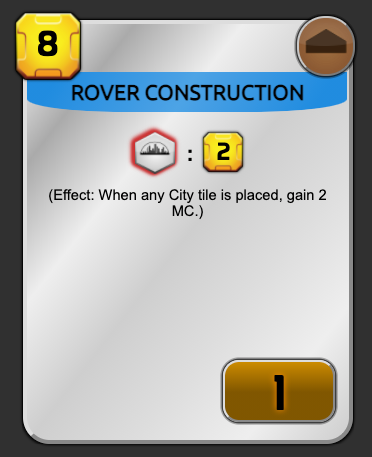 8
ROVER CONSTRUCTION
: 2
(Effect: When any City tile is placed, gain 2
MC.)
1